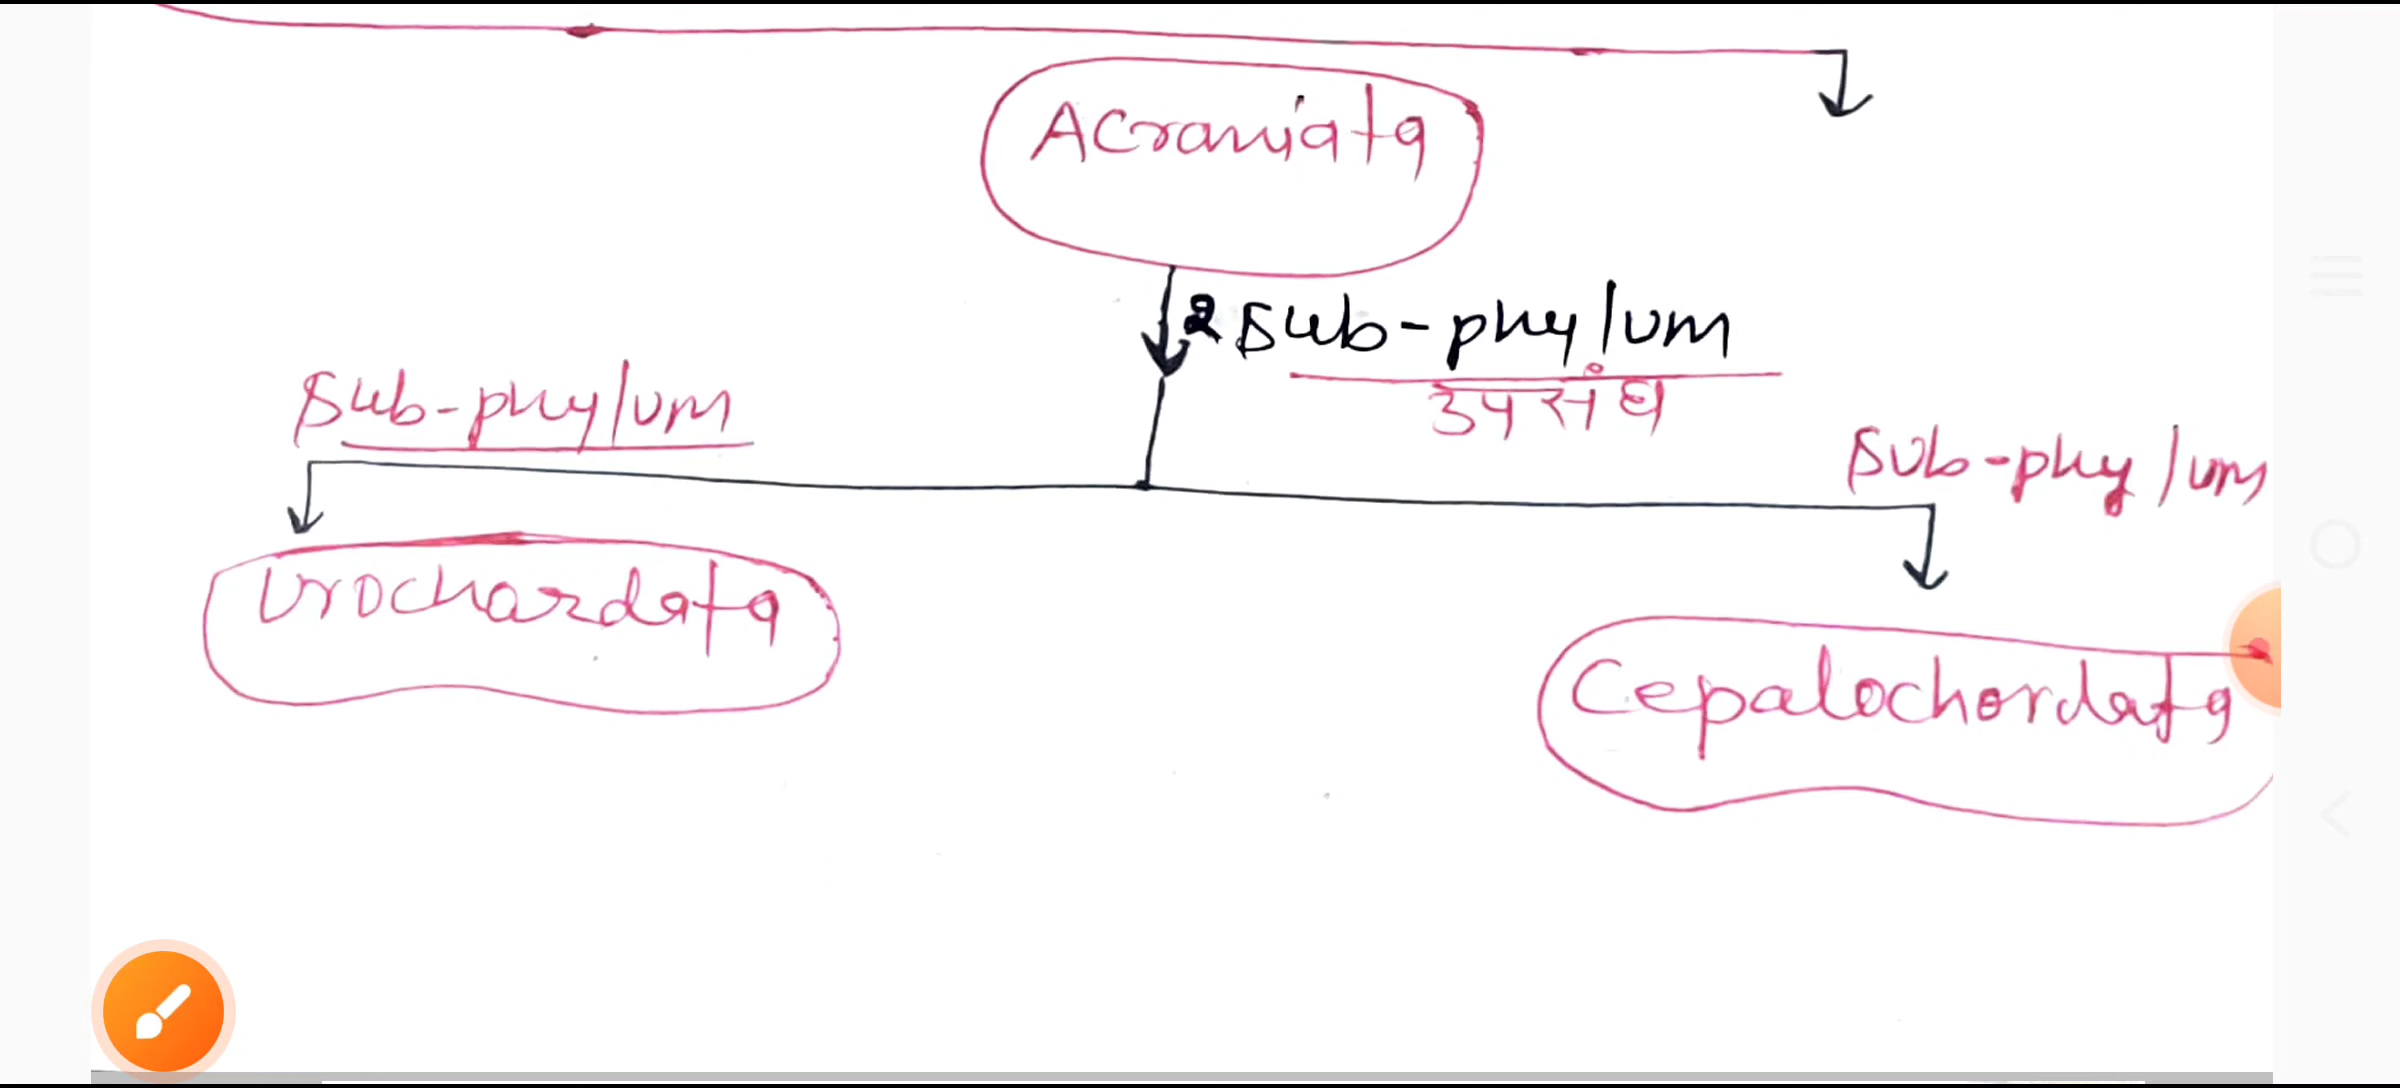 Acraniata
2 Sub-phylum
उपसंघ
Sub-phylum
Sub-phylum
Urochardata
Cepalochordata